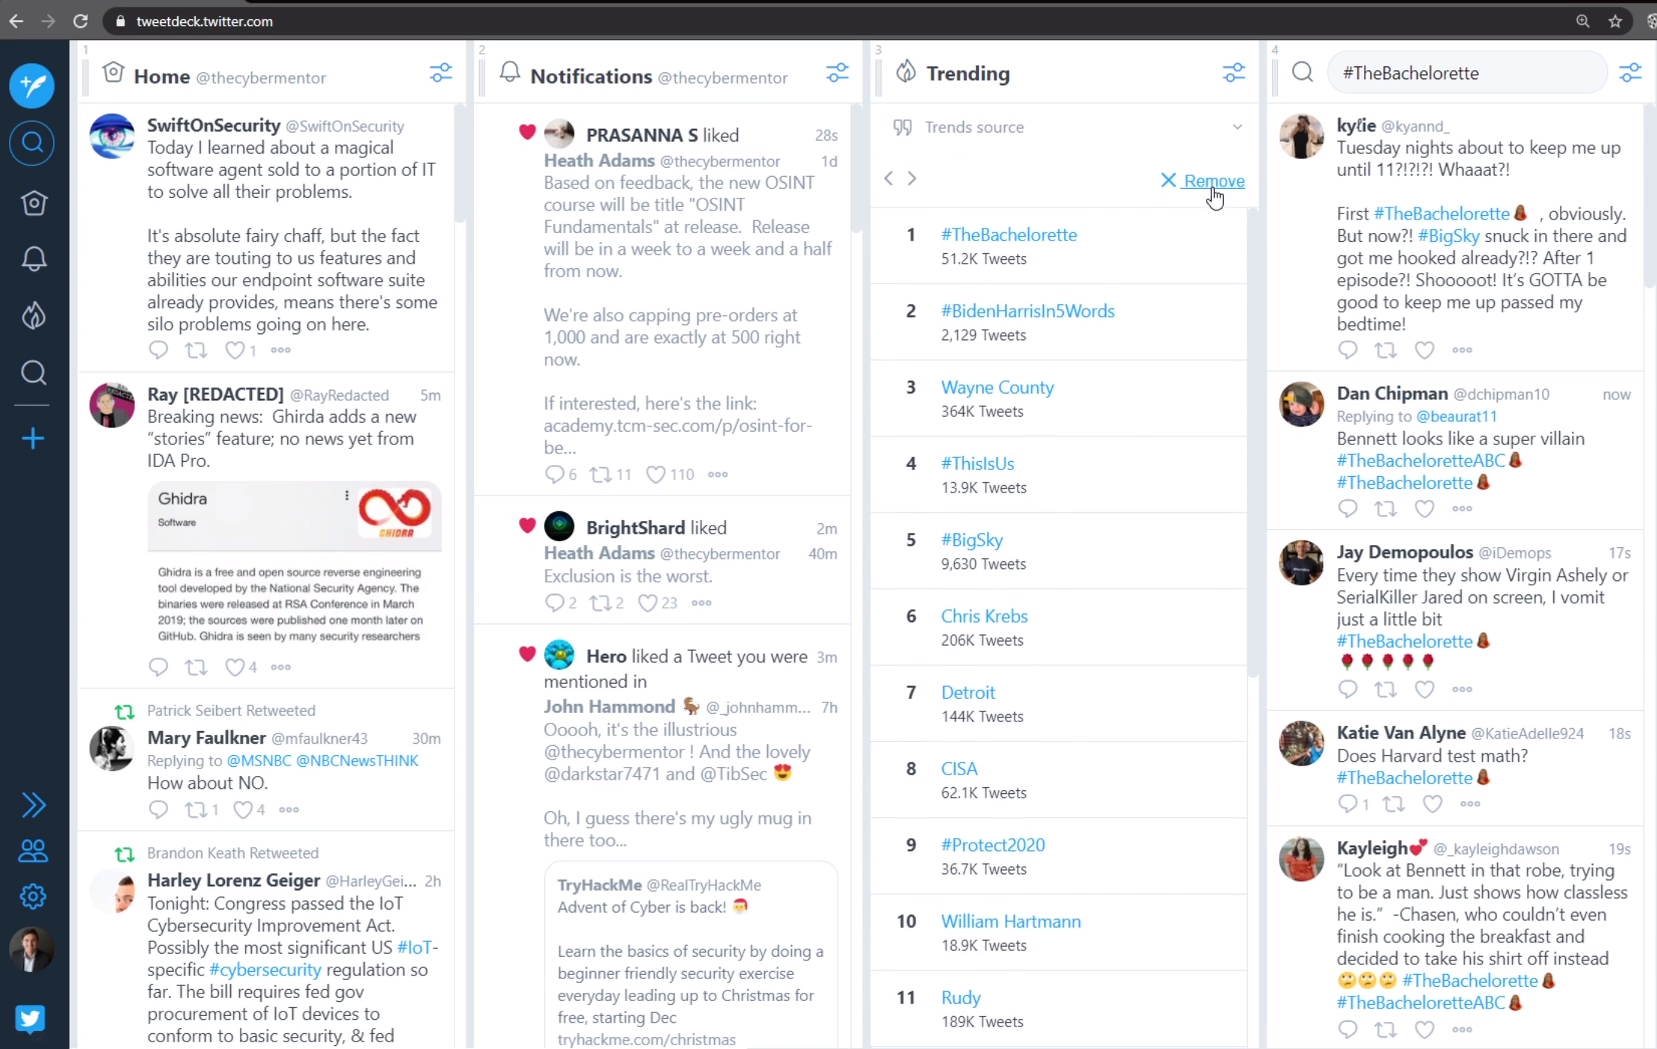 tweetdeck.twitter.com
1
Home @thecybermentor
SwiftOnSecurity @SwiftOnSecurity
Today I learned about a magical
software agent sold to a portion of IT
to solve all their problems.
It's absolute fairy chaff, but the fact
they are touting to us features and
abilities our endpoint software suite
already provides, means there's some
silo problems going on here.
1
Ray [REDACTED] @RayRedacted 5m
Breaking news: Ghidra adds a new
“stories” feature; no news yet from
IDA Pro.
Ghidra
Software
GHIDRA
Ghidra is a free and open source reverse engineering
tool developed by the National Security Agency. The
binaries were released at RSA Conference in March
2019; the sources were published one month later on
GitHub. Ghidra is seen by many security researchers
4
Patrick Seibert Retweeted
Mary Faulkner @mfaulkner43 30m
Replying to @MSNBC @NBCNewsTHINK
How about NO.
1 4
Brandon Keath Retweeted
Harley Lorenz Geiger @HarleyGei... 2h
Tonight: Congress passed the IoT
Cybersecurity Improvement Act.
Possibly the most significant US #IoT-
specific #cybersecurity regulation so
far. The bill requires fed gov
procurement of IoT devices to
conform to basic security, & fed
2
Notifications @thecybermentor
PRASANNA S liked 28s
Heath Adams @thecybermentor 1d
Based on feedback, the new OSINT
course will be title "OSINT
Fundamentals" at release. Release
will be in a week to a week and a half
from now.
We're also capping pre-orders at
1,000 and are exactly at 500 right
now.
If interested, here's the link:
academy.tcm-sec.com/p/osint-for-
be...
6 11 110
BrightShard liked 2m
Heath Adams @thecybermentor 40m
Exclusion is the worst.
2 2 23
Hero liked a Tweet you were 3m
mentioned in
John Hammond 🦖 @_johnhamm... 7h
Ooooh, it's the illustrious
@thecybermentor ! And the lovely
@darkstar7471 and @TibSec 😍
Oh, I guess there's my ugly mug in
there too...
TryHackMe @RealTryHackMe
Advent of Cyber is back! 🎅
Learn the basics of security by doing a
beginner friendly security exercise
everyday leading up to Christmas for
free, starting Dec
tryhackme.com/christmas
3
Trending
Trends source
Remove
1 #TheBachelorette
51.2K Tweets
2 #BidenHarrisIn5Words
2,129 Tweets
3 Wayne County
364K Tweets
4 #ThisIsUs
13.9K Tweets
5 #BigSky
9,630 Tweets
6 Chris Krebs
206K Tweets
7 Detroit
144K Tweets
8 CISA
62.1K Tweets
9 #Protect2020
36.7K Tweets
10 William Hartmann
18.9K Tweets
11 Rudy
189K Tweets
4
#TheBachelorette
kyℓie @kyannd_
Tuesday nights about to keep me up
until 11?!?!?! Whaaat?!
First #TheBachelorette , obviously.
But now?! #BigSky snuck in there and
got me hooked already?!? After 1
episode?! Shooooot! It’s GOTTA be
good to keep me up passed my
bedtime!
Dan Chipman @dchipman10 now
Replying to @beaurat11
Bennett looks like a super villain
#TheBacheloretteABC
#TheBachelorette
Jay Demopoulos @iDemops 17s
Every time they show Virgin Ashely or
SerialKiller Jared on screen, I vomit
just a little bit
#TheBachelorette
🌹🌹🌹🌹🌹
Katie Van Alyne @KatieAdelle924 18s
Does Harvard test math?
#TheBachelorette
1
Kayleigh💕 @_kayleighdawson 19s
“Look at Bennett in that robe, trying
to be a man. Just shows how classless
he is.” -Chasen, who couldn’t even
finish cooking the breakfast and
decided to take his shirt off instead
🙄🙄🙄 #TheBachelorette
#TheBacheloretteABC